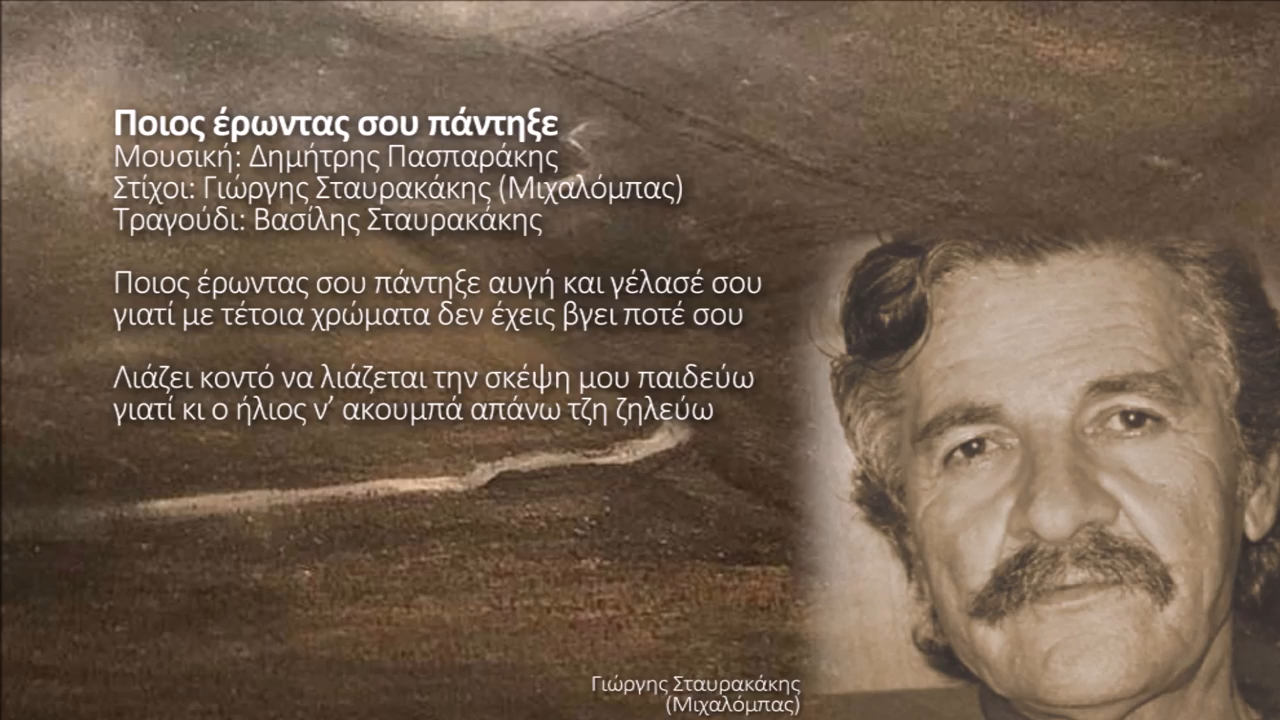 Ποιος έρωντας σου πάντηξε
Μουσική: Δημήτρης Πασπαράκης
Στίχοι: Γιώργης Σταυρακάκης (Μιχαλόμπας)
Τραγούδι: Βασίλης Σταυρακάκης
Ποιος έρωντας σου πάντηξε αυγή και γέλασέ σου
γιατί με τέτοια χρώματα δεν έχεις βγει ποτέ σου
Λιάζει κοντό να λιάζεται την σκέψη μου παιδεύω
γιατί κι ο ήλιος ν’ ακουμπά απάνω τζη ζηλεύω
Γιώργης Σταυρακάκης
(Μιχαλόμπας)